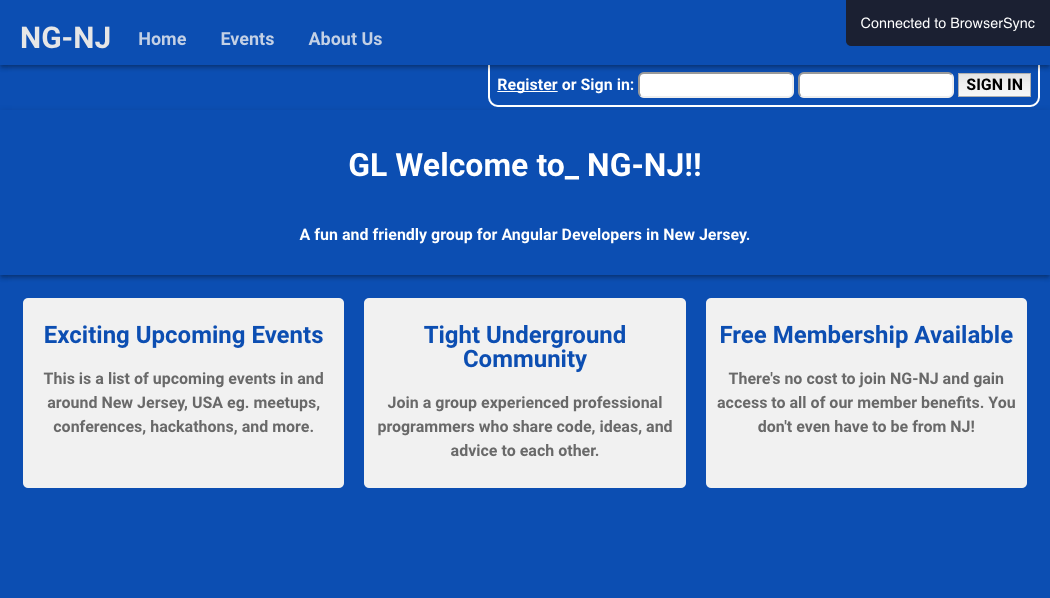 NG-NJ Home Events About Us
Connected to BrowserSync
Register or Sign in: SIGN IN
GL Welcome to_ NG-NJ!!
A fun and friendly group for Angular Developers in New Jersey.
Exciting Upcoming Events
This is a list of upcoming events in and
around New Jersey, USA eg. meetups,
conferences, hackathons, and more.
Tight Underground
Community
Join a group experienced professional
programmers who share code, ideas, and
advice to each other.
Free Membership Available
There's no cost to join NG-NJ and gain
access to all of our member benefits. You
don't even have to be from NJ!